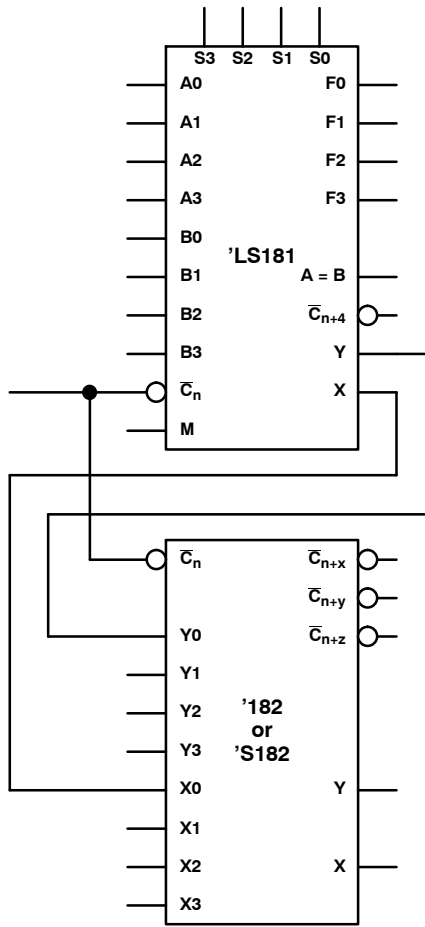 S3 S2 S1 S0
A0 F0
A1 F1
A2 F2
A3 F3
B0
'LS181
B1 A = B
B2 C̅n+4
B3 Y
C̅n X
M
C̅n C̅n+x
C̅n+y
Y0 C̅n+z
Y1
Y2 '182
or
Y3 'S182
X0 Y
X1
X2 X
X3